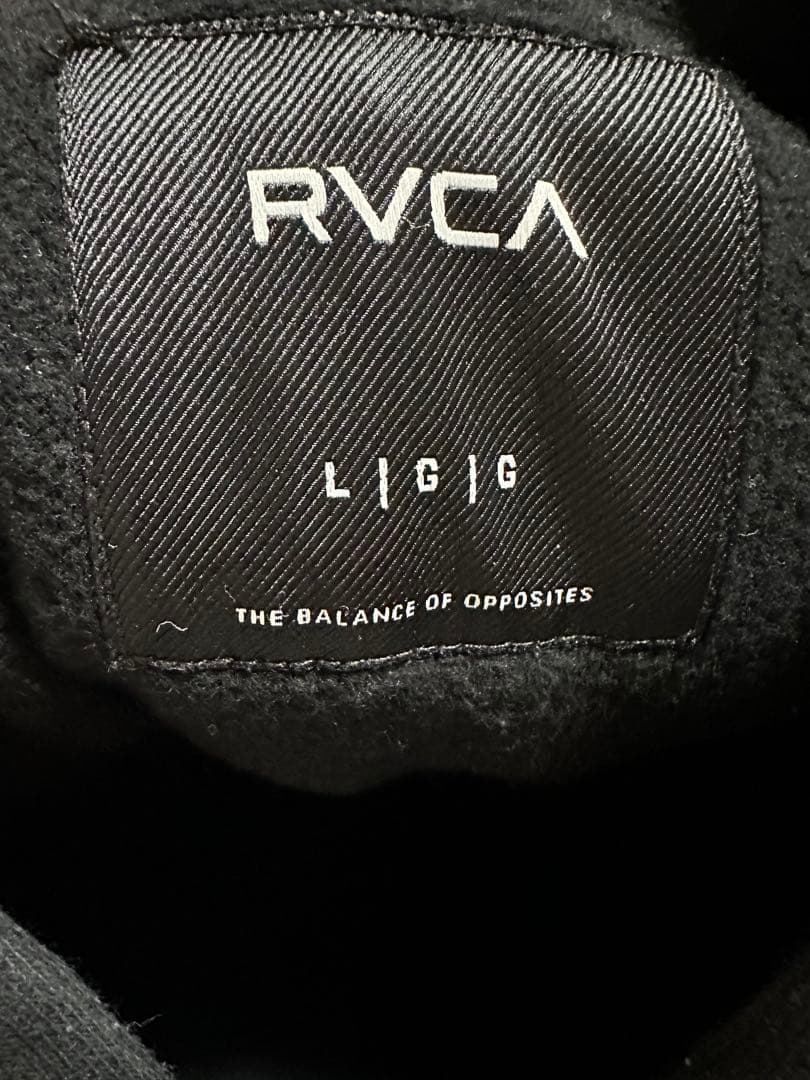 RVCA
L | G | G
THE BALANCE OF OPPOSITES